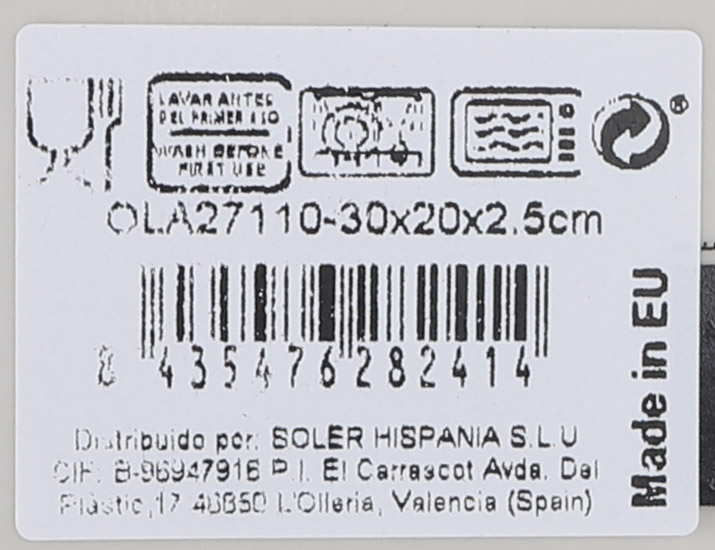 LAVAR ANTES
DEL PRIMER USO
WASH BEFORE
FIRST USE
®
OLA27110-30x20x2.5cm
8 435476 282414
Made in EU
Distribuido por: SOLER HISPANIA S.L.U
CIF: B-96947916 P.I. El Carrascot Avda. Del
Plástic,17 46850 L'Olleria, Valencia (Spain)